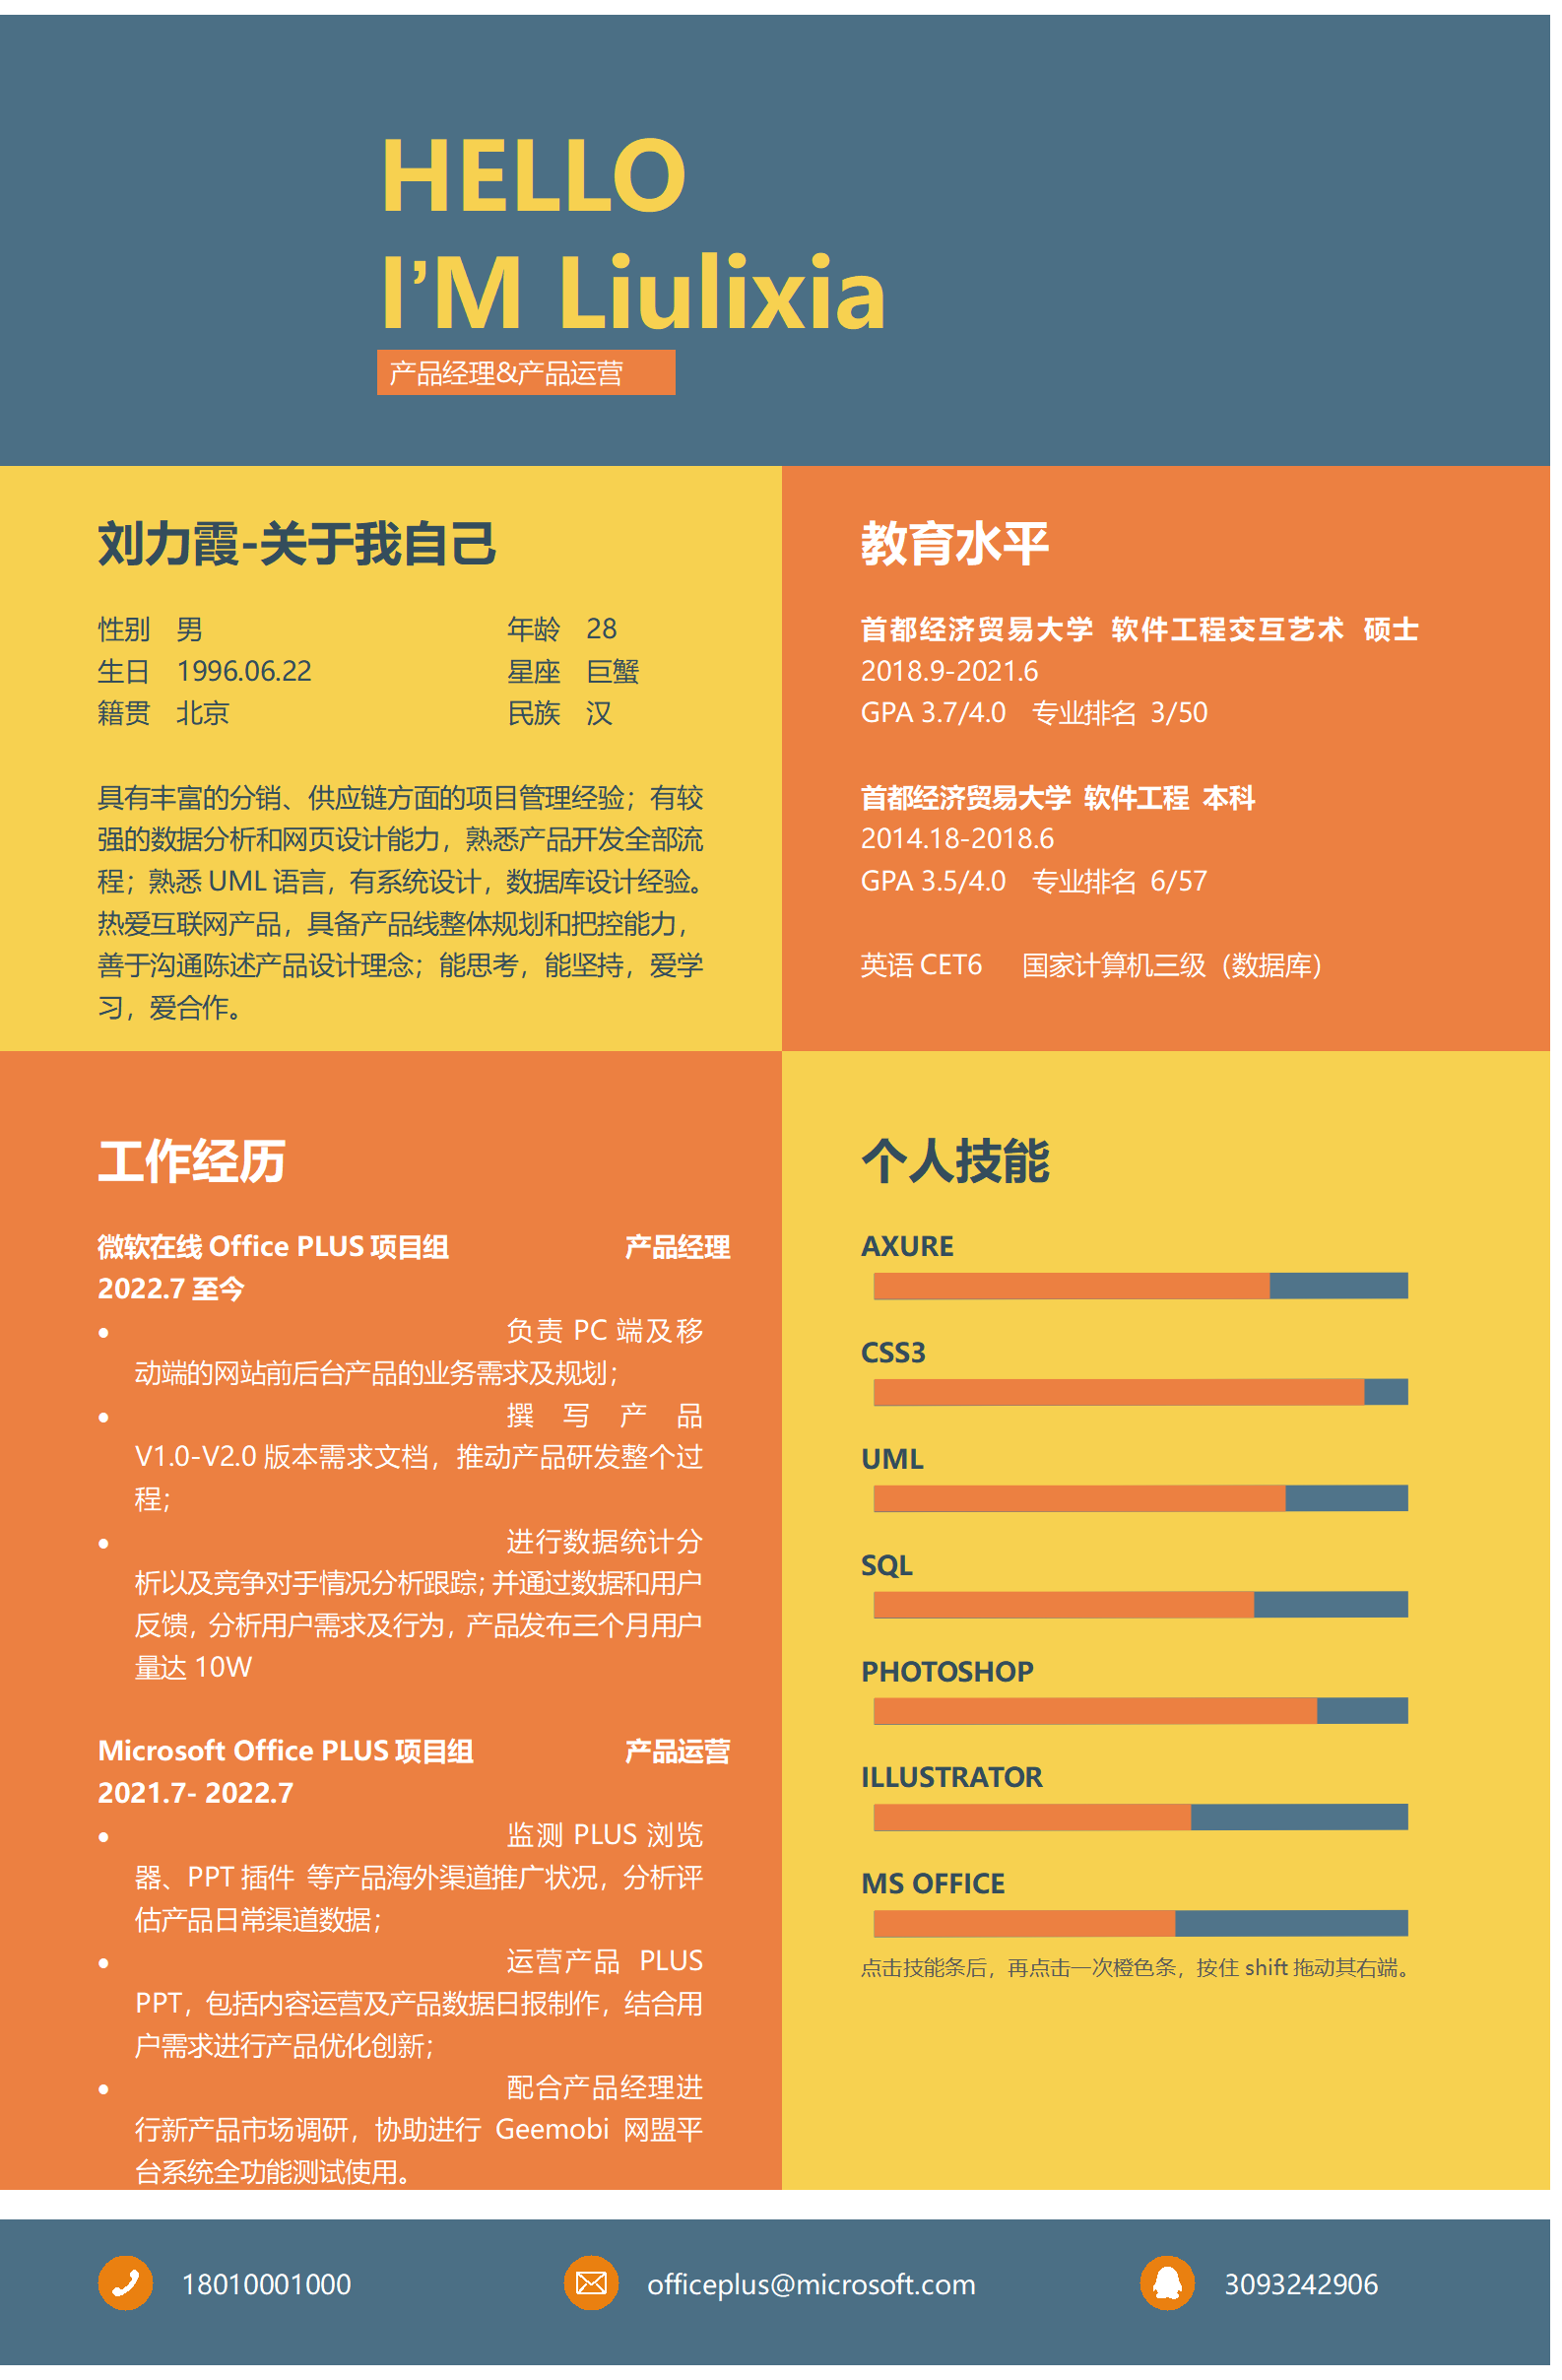 HELLO
I’M Liulixia
产品经理&产品运营
刘力霞-关于我自己
性别 男 年龄 28
生日 1996.06.22 星座 巨蟹
籍贯 北京 民族 汉
具有丰富的分销、供应链方面的项目管理经验；有较
强的数据分析和网页设计能力，熟悉产品开发全部流
程；熟悉 UML 语言，有系统设计，数据库设计经验。
热爱互联网产品，具备产品线整体规划和把控能力，
善于沟通陈述产品设计理念；能思考，能坚持，爱学
习，爱合作。
教育水平
首都经济贸易大学 软件工程交互艺术 硕士
2018.9-2021.6
GPA 3.7/4.0 专业排名 3/50
首都经济贸易大学 软件工程 本科
2014.18-2018.6
GPA 3.5/4.0 专业排名 6/57
英语 CET6 国家计算机三级（数据库）
工作经历
微软在线 Office PLUS 项目组 产品经理
2022.7 至今
• 负责 PC 端及移
动端的网站前后台产品的业务需求及规划；
• 撰写产品
V1.0-V2.0 版本需求文档，推动产品研发整个过
程；
• 进行数据统计分
析以及竞争对手情况分析跟踪；并通过数据和用户
反馈，分析用户需求及行为，产品发布三个月用户
量达 10W
Microsoft Office PLUS 项目组 产品运营
2021.7- 2022.7
• 监测 PLUS 浏览
器、PPT 插件 等产品海外渠道推广状况，分析评
估产品日常渠道数据；
• 运营产品 PLUS
PPT，包括内容运营及产品数据日报制作，结合用
户需求进行产品优化创新；
• 配合产品经理进
行新产品市场调研，协助进行 Geemobi 网盟平
台系统全功能测试使用。
个人技能
AXURE
CSS3
UML
SQL
PHOTOSHOP
ILLUSTRATOR
MS OFFICE
点击技能条后，再点击一次橙色条，按住 shift 拖动其右端。
18010001000
officeplus@microsoft.com
3093242906